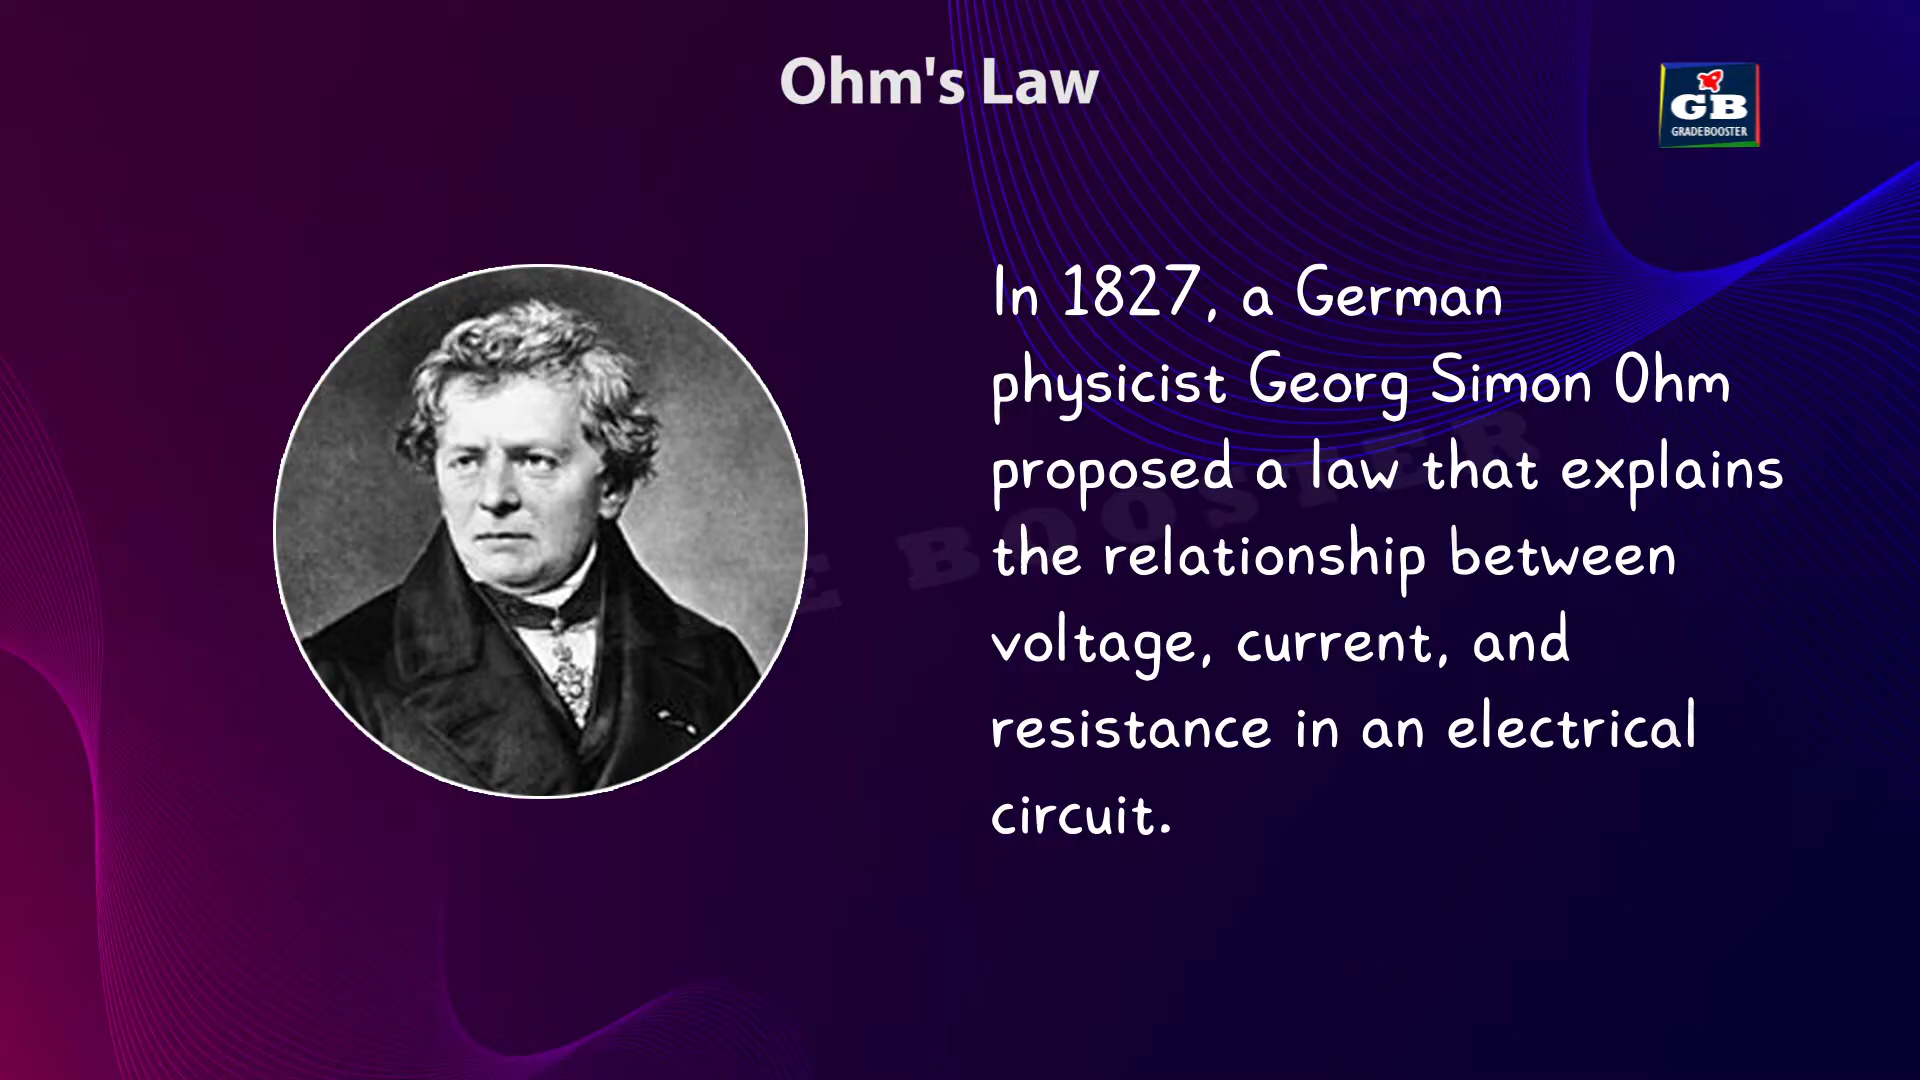 Ohm's Law
GB
GRADEBOOSTER
In 1827, a German
physicist Georg Simon Ohm
proposed a law that explains
the relationship between
voltage, current, and
resistance in an electrical
circuit.
E BOOSTER